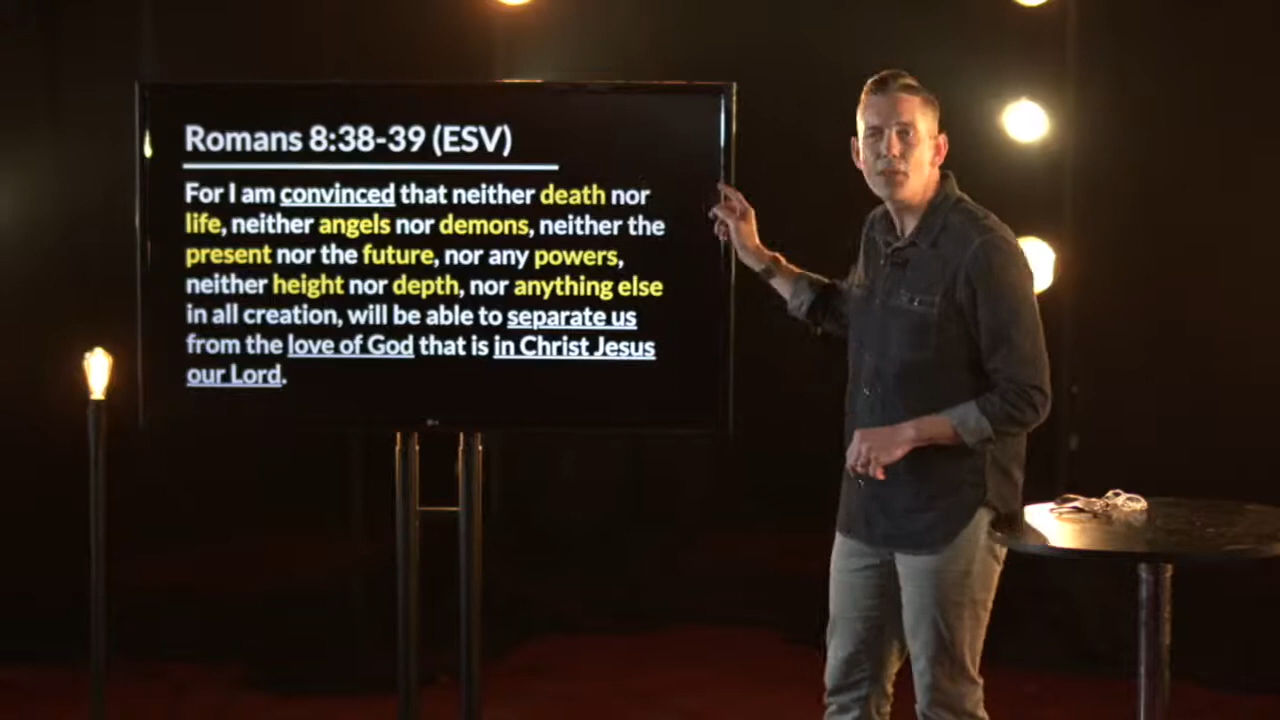 Romans 8:38-39 (ESV)
For I am convinced that neither death nor
life, neither angels nor demons, neither the
present nor the future, nor any powers,
neither height nor depth, nor anything else
in all creation, will be able to separate us
from the love of God that is in Christ Jesus
our Lord.